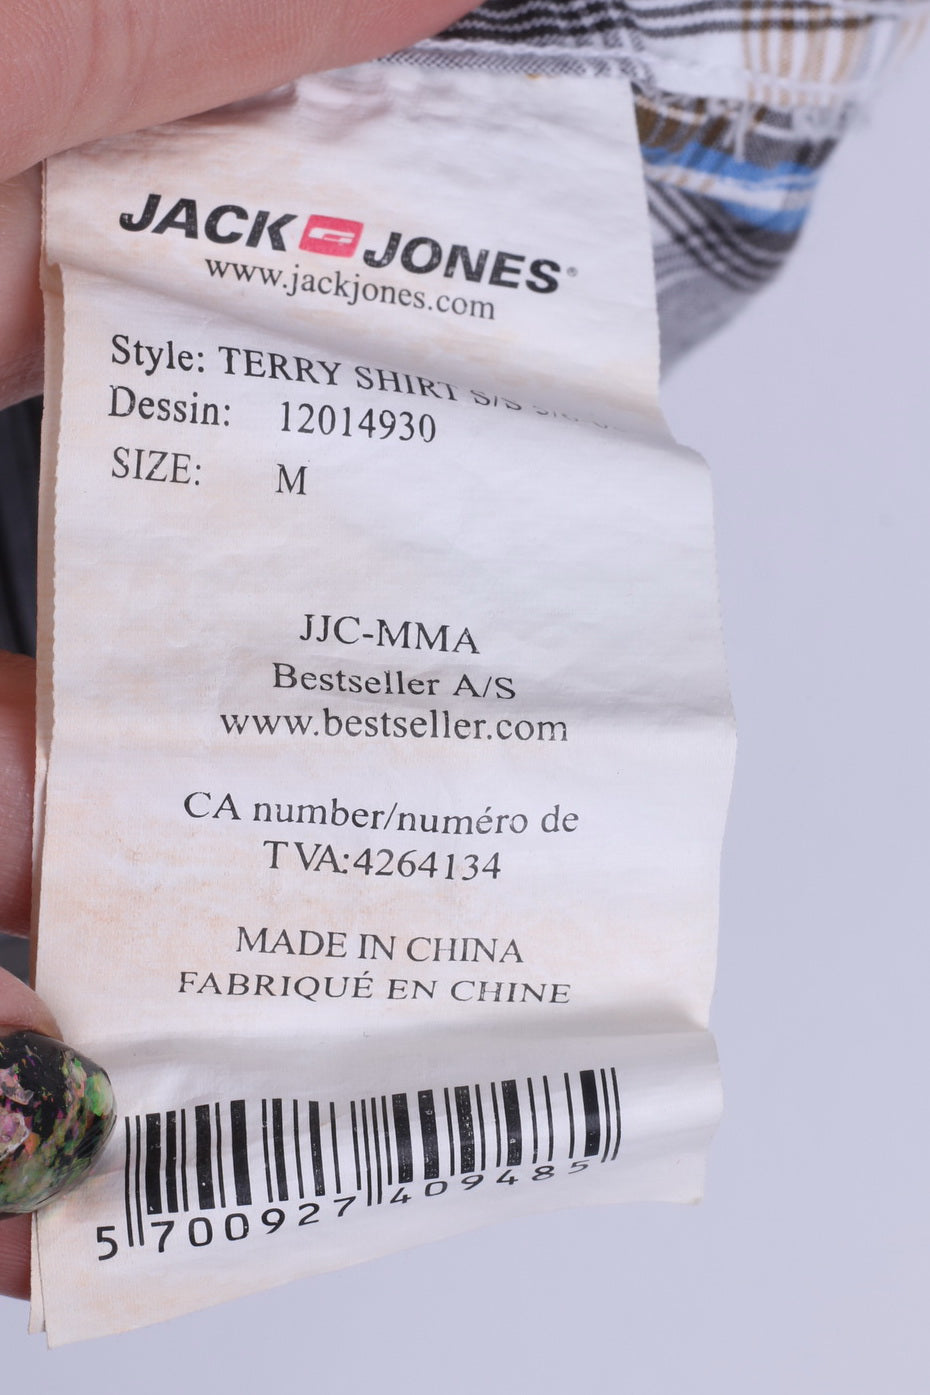 JACK JONES®
www.jackjones.com
Style: TERRY SHIRT S/S
Dessin: 12014930
SIZE: M
JJC-MMA
Bestseller A/S
www.bestseller.com
CA number/numéro de
TVA:4264134
MADE IN CHINA
FABRIQUÉ EN CHINE
5 700927 409485